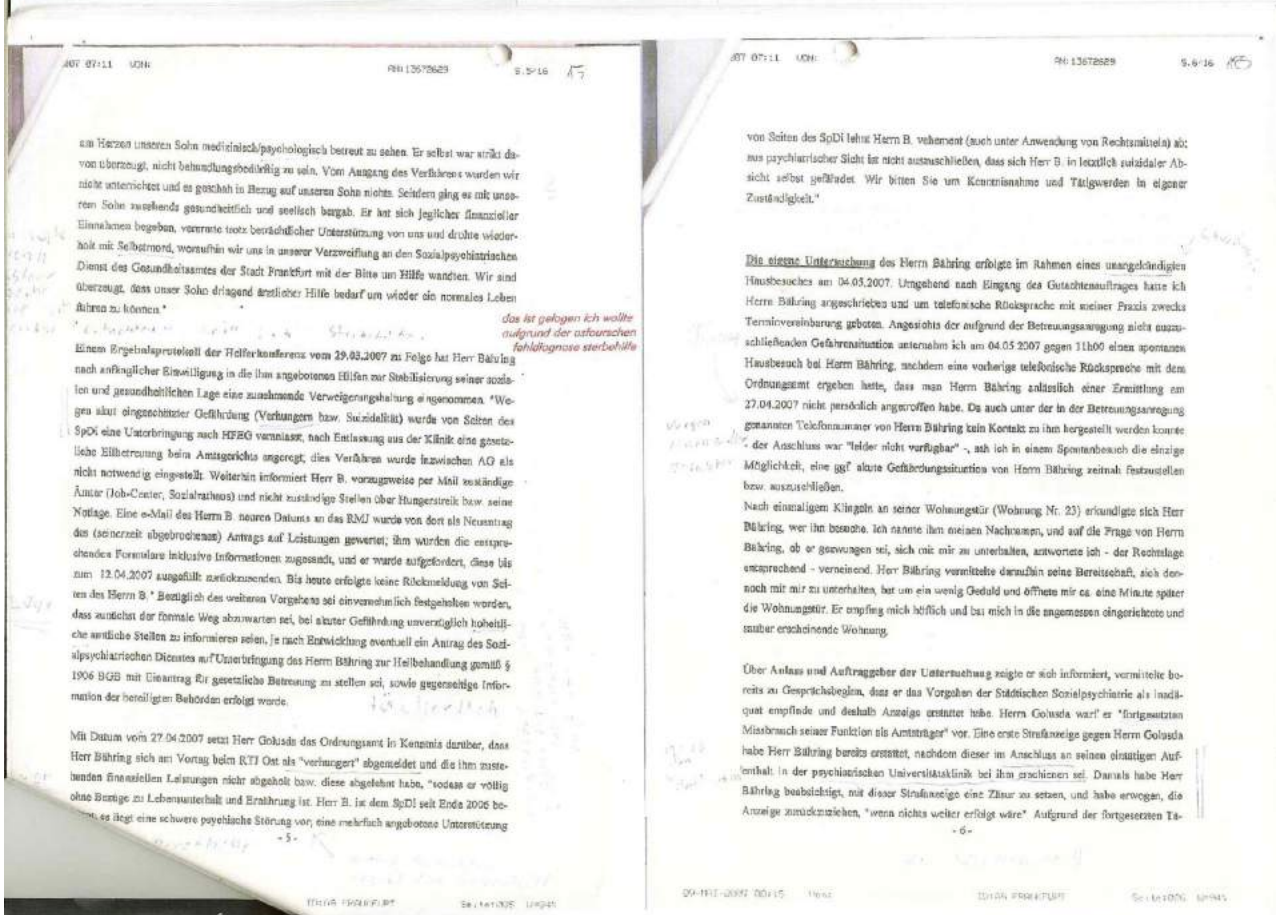 007 07:11 VON:
AN:13672629
S.5/16
am Herzen unseren Sohn medizinisch/psychologisch betreut zu sehen. Er selbst war strikt da-
von überzeugt, nicht behandlungsbedürftig zu sein. Vom Ausgang des Verfahrens wurden wir
nicht unterrichtet und es geschah in Bezug auf unseren Sohn nichts. Seitdem ging es mit unse-
rem Sohn zusehends gesundheitlich und seelisch bergab. Er hat sich jeglicher finanzieller
Einnahmen begeben, verarmte trotz beträchtlicher Unterstützung von uns und drohte wieder-
holt mit Selbstmord, woraufhin wir uns in unserer Verzweiflung an den Sozialpsychiatrischen
Dienst des Gesundheitsamtes der Stadt Frankfurt mit der Bitte um Hilfe wandten. Wir sind
überzeugt, dass unser Sohn dringend ärztlicher Hilfe bedarf um wieder ein normales Leben
führen zu können."
das ist gelogen ich wollte
aufgrund der asfourschen
fehldiagnose sterbehilfe
Einem Ergebnisprotokoll der Helferkonferenz vom 29.03.2007 zu Folge hat Herr Bähring
nach anfänglicher Einwilligung in die ihm angebotenen Hilfen zur Stabilisierung seiner sozia-
len und gesundheitlichen Lage eine zunehmende Verweigerungshaltung eingenommen. "We-
gen akut eingeschätzter Gefährdung (Verhungern bzw. Suizidalität) wurde von Seiten des
SpDi eine Unterbringung nach HFEG veranlasst, nach Entlassung aus der Klinik eine gesetz-
liche Eilbetreuung beim Amtsgerichts angeregt; dies Verfahren wurde inzwischen AG als
nicht notwendig eingestellt. Weiterhin informiert Herr B. vorzugsweise per Mail zuständige
Ämter (Job-Center, Sozialrathaus) und nicht zuständige Stellen über Hungerstreik bzw. seine
Notlage. Eine e-Mail des Herrn B. neuren Datums an das RMJ wurde von dort als Neuantrag
des (seinerzeit abgebrochenen) Antrags auf Leistungen gewertet; ihm wurden die entspre-
chenden Formulare inklusive Informationen zugesandt, und er wurde aufgefordert, diese bis
zum 12.04.2007 ausgefüllt zurückzusenden. Bis heute erfolgte keine Rückmeldung von Sei-
ten des Herrn B." Bezüglich des weiteren Vorgehens sei einvernehmlich festgehalten worden,
dass zunächst der formale Weg abzuwarten sei, bei akuter Gefährdung unverzüglich hoheitli-
che amtliche Stellen zu informieren seien, je nach Entwicklung eventuell ein Antrag des Sozi-
alpsychiatrischen Dienstes auf Unterbringung des Herrn Bähring zur Heilbehandlung gemäß §
1906 BGB mit Einantrag für gesetzliche Betreuung zu stellen sei, sowie gegenseitige Infor-
mation der beteiligten Behörden erfolgt werde.
Mit Datum vom 27.04.2007 setzt Herr Golusda das Ordnungsamt in Kenntnis darüber, dass
Herr Bähring sich am Vortag beim RTJ Ost als "verhungert" abgemeldet und die ihm zuste-
henden finanziellen Leistungen nicht abgeholt bzw. diese abgelehnt habe, "sodass er völlig
ohne Bezüge zu Lebensunterhalt und Ernährung ist. Herr B. ist dem SpDI seit Ende 2006 be-
es liegt eine schwere psychische Störung vor; eine mehrfach angebotene Unterstützung
- 5 -
IDIAG FRANKFURT Seite:005
007 07:11 VON:
AN:13672629
S.6/16
von Seiten des SpDi lehnt Herrn B. vehement (auch unter Anwendung von Rechtsmitteln) ab;
aus psychiatrischer Sicht ist nicht auszuschließen, dass sich Herr B. in letztlich suizidaler Ab-
sicht selbst gefährdet. Wir bitten Sie um Kenntnisnahme und Tätigwerden in eigener
Zuständigkeit."
Die eigene Untersuchung des Herrn Bähring erfolgte im Rahmen eines unangekündigten
Hausbesuches am 04.05.2007. Umgehend nach Eingang des Gutachtenauftrages hatte ich
Herrn Bähring angeschrieben und um telefonische Rücksprache mit meiner Praxis zwecks
Terminvereinbarung gebeten. Angesichts der aufgrund der Betreuungsanregung nicht auszu-
schließenden Gefahrensituation unternahm ich am 04.05.2007 gegen 11h00 einen spontanen
Hausbesuch bei Herrn Bähring, nachdem eine vorherige telefonische Rücksprache mit dem
Ordnungsamt ergeben hatte, dass man Herrn Bähring anlässlich einer Ermittlung am
27.04.2007 nicht persönlich angetroffen habe. Da auch unter der in der Betreuungsanregung
genannten Telefonnummer von Herrn Bähring kein Kontakt zu ihm hergestellt werden konnte
- der Anschluss war "leider nicht verfügbar" -, sah ich in einem Spontanbesuch die einzige
Möglichkeit, eine ggf. akute Gefährdungssituation von Herrn Bähring zeitnah festzustellen
bzw. auszuschließen.
Nach einmaligem Klingeln an seiner Wohnungstür (Wohnung Nr. 23) erkundigte sich Herr
Bähring, wer ihn besuche. Ich nannte ihm meinen Nachnamen, und auf die Frage von Herrn
Bähring, ob er gezwungen sei, sich mit mir zu unterhalten, antwortete ich - der Rechtslage
entsprechend - verneinend. Herr Bähring vermittelte daraufhin seine Bereitschaft, sich den-
noch mit mir zu unterhalten, bat um ein wenig Geduld und öffnete mir ca. eine Minute später
die Wohnungstür. Er empfing mich höflich und bat mich in die angemessen eingerichtete und
sauber erscheinende Wohnung.
Über Anlass und Auftraggeber der Untersuchung zeigte er sich informiert, vermittelte be-
reits zu Gesprächsbeginn, dass er das Vorgehen der Städtischen Sozialpsychiatrie als inadä-
quat empfinde und deshalb Anzeige erstattet habe. Herrn Golusda warf er "fortgesetzten
Missbrauch seiner Funktion als Amtsträger" vor. Eine erste Strafanzeige gegen Herrn Golusda
habe Herr Bähring bereits erstattet, nachdem dieser im Anschluss an seinen eintätigen Auf-
enthalt in der psychiatrischen Universitätsklinik bei ihm erschienen sei. Damals habe Herr
Bähring beabsichtigt, mit dieser Strafanzeige eine Zäsur zu setzen, und habe erwogen, die
Anzeige zurückzuziehen, "wenn nichts weiter erfolgt wäre" Aufgrund der fortgesetzten Tä-
- 6-
09-MAI-2007 00:15 IDIAG FRANKFURT Seite:006